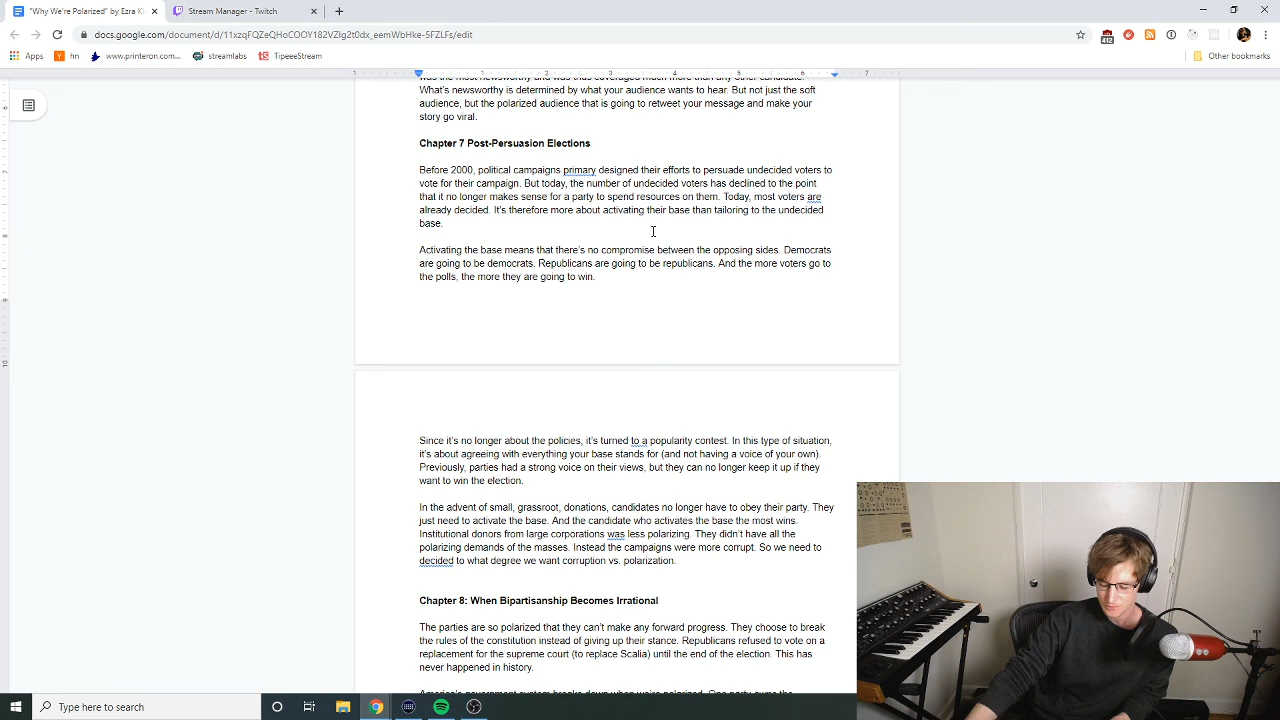 "Why We're Polarized" by Ezra Kl
Stream Manager - Twitch
docs.google.com/document/d/11xzqFQZeQHoCOOY182VZIg2t0dx_eemWbHke-5FZLFs/edit
412
Apps
hn
www.printeron.com...
streamlabs
TipeeeStream
Other bookmarks
1 1 2 3 4 5 6 7
What's newsworthy is determined by what your audience wants to hear. But not just the soft
audience, but the polarized audience that is going to retweet your message and make your
story go viral.
Chapter 7 Post-Persuasion Elections
Before 2000, political campaigns primary designed their efforts to persuade undecided voters to
vote for their campaign. But today, the number of undecided voters has declined to the point
that it no longer makes sense for a party to spend resources on them. Today, most voters are
already decided. It's therefore more about activating their base than tailoring to the undecided
base.
Activating the base means that there's no compromise between the opposing sides. Democrats
are going to be democrats. Republicans are going to be republicans. And the more voters go to
the polls, the more they are going to win.
Since it's no longer about the policies, it's turned to a popularity contest. In this type of situation,
it's about agreeing with everything your base stands for (and not having a voice of your own).
Previously, parties had a strong voice on their views, but they can no longer keep it up if they
want to win the election.
In the advent of small, grassroot, donations, candidates no longer have to obey their party. They
just need to activate the base. And the candidate who activates the base the most wins.
Institutional donors from large corporations was less polarizing. They didn't have all the
polarizing demands of the masses. Instead the campaigns were more corrupt. So we need to
decided to what degree we want corruption vs. polarization.
Chapter 8: When Bipartisanship Becomes Irrational
The parties are so polarized that they can't make any forward progress. They choose to break
the rules of the constitution instead of giving up their stance. Republicans refused to vote on a
replacement for the supreme court (to replace Scalia) until the end of the election. This has
never happened in history.
Type here to search